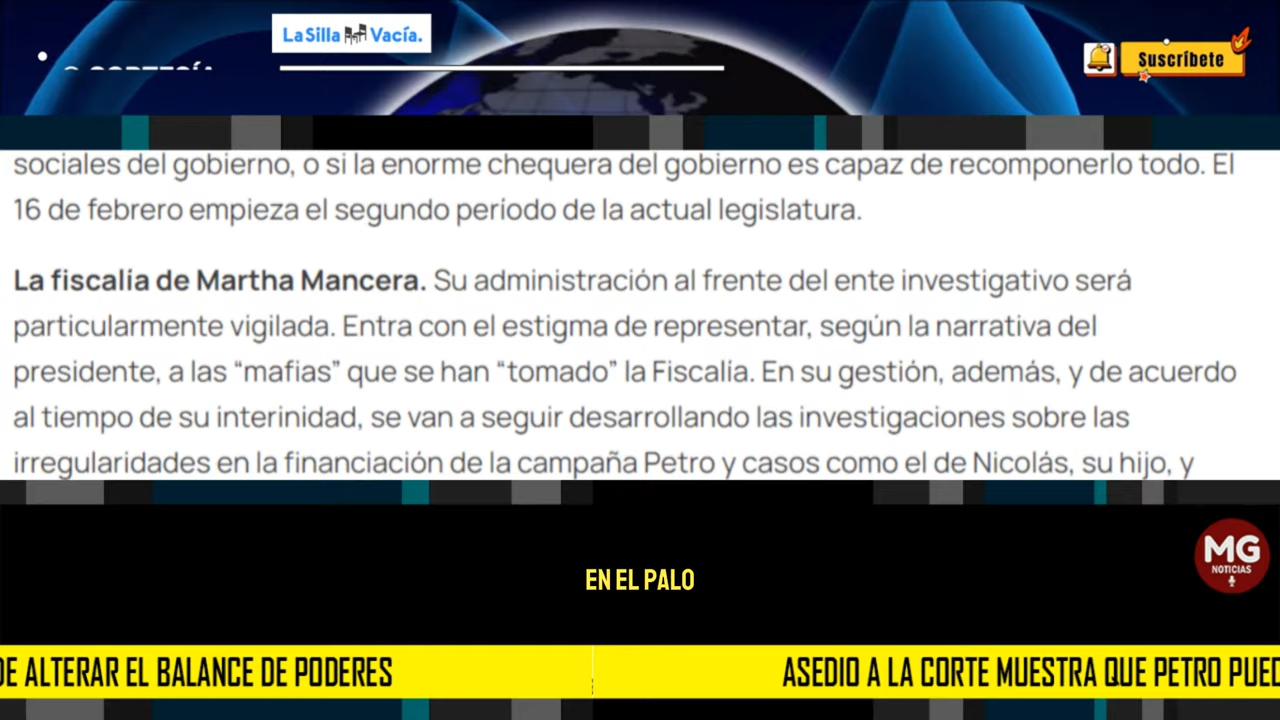 La Silla Vacía.
Suscríbete
sociales del gobierno, o si la enorme chequera del gobierno es capaz de recomponerlo todo. El
16 de febrero empieza el segundo período de la actual legislatura.
La fiscalía de Martha Mancera. Su administración al frente del ente investigativo será
particularmente vigilada. Entra con el estigma de representar, según la narrativa del
presidente, a las “mafias” que se han “tomado” la Fiscalía. En su gestión, además, y de acuerdo
al tiempo de su interinidad, se van a seguir desarrollando las investigaciones sobre las
irregularidades en la financiación de la campaña Petro y casos como el de Nicolás, su hijo, y
MG
NOTICIAS
EN EL PALO
DE ALTERAR EL BALANCE DE PODERES
ASEDIO A LA CORTE MUESTRA QUE PETRO PUED